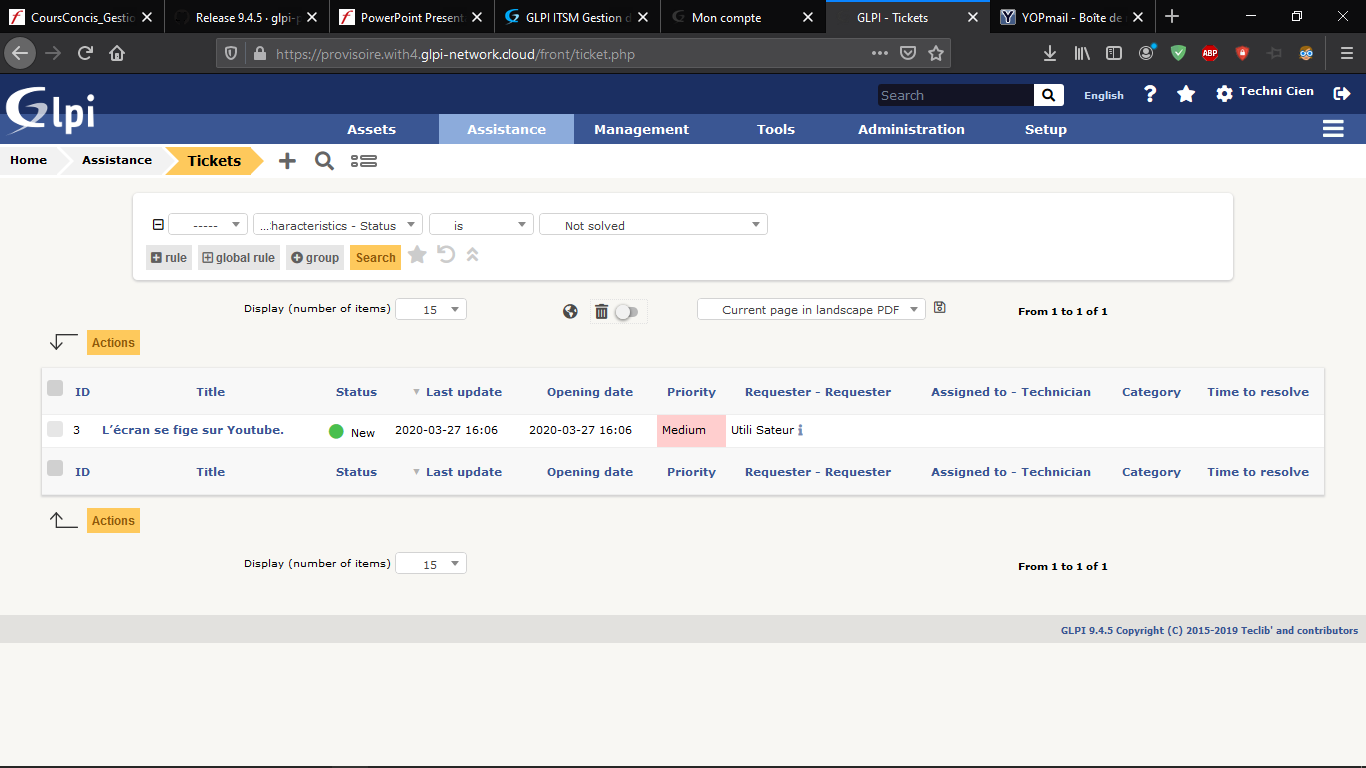 CoursConcis_Gestio
Release 9.4.5 · glpi-p
PowerPoint Present
GLPI ITSM Gestion d
Mon compte
GLPI - Tickets
YOPmail - Boîte de
https://provisoire.with4.glpi-network.cloud/front/ticket.php
ABP
Glpi
Search
English
Techni Cien
Assets Assistance Management Tools Administration Setup
Home Assistance Tickets
----- ...haracteristics - Status is Not solved
rule global rule group Search
Display (number of items) 15 Current page in landscape PDF From 1 to 1 of 1
Actions
ID Title Status Last update Opening date Priority Requester - Requester Assigned to - Technician Category Time to resolve
3 L’écran se fige sur Youtube. New 2020-03-27 16:06 2020-03-27 16:06 Medium Utili Sateur
ID Title Status Last update Opening date Priority Requester - Requester Assigned to - Technician Category Time to resolve
Actions
Display (number of items) 15 From 1 to 1 of 1
GLPI 9.4.5 Copyright (C) 2015-2019 Teclib' and contributors